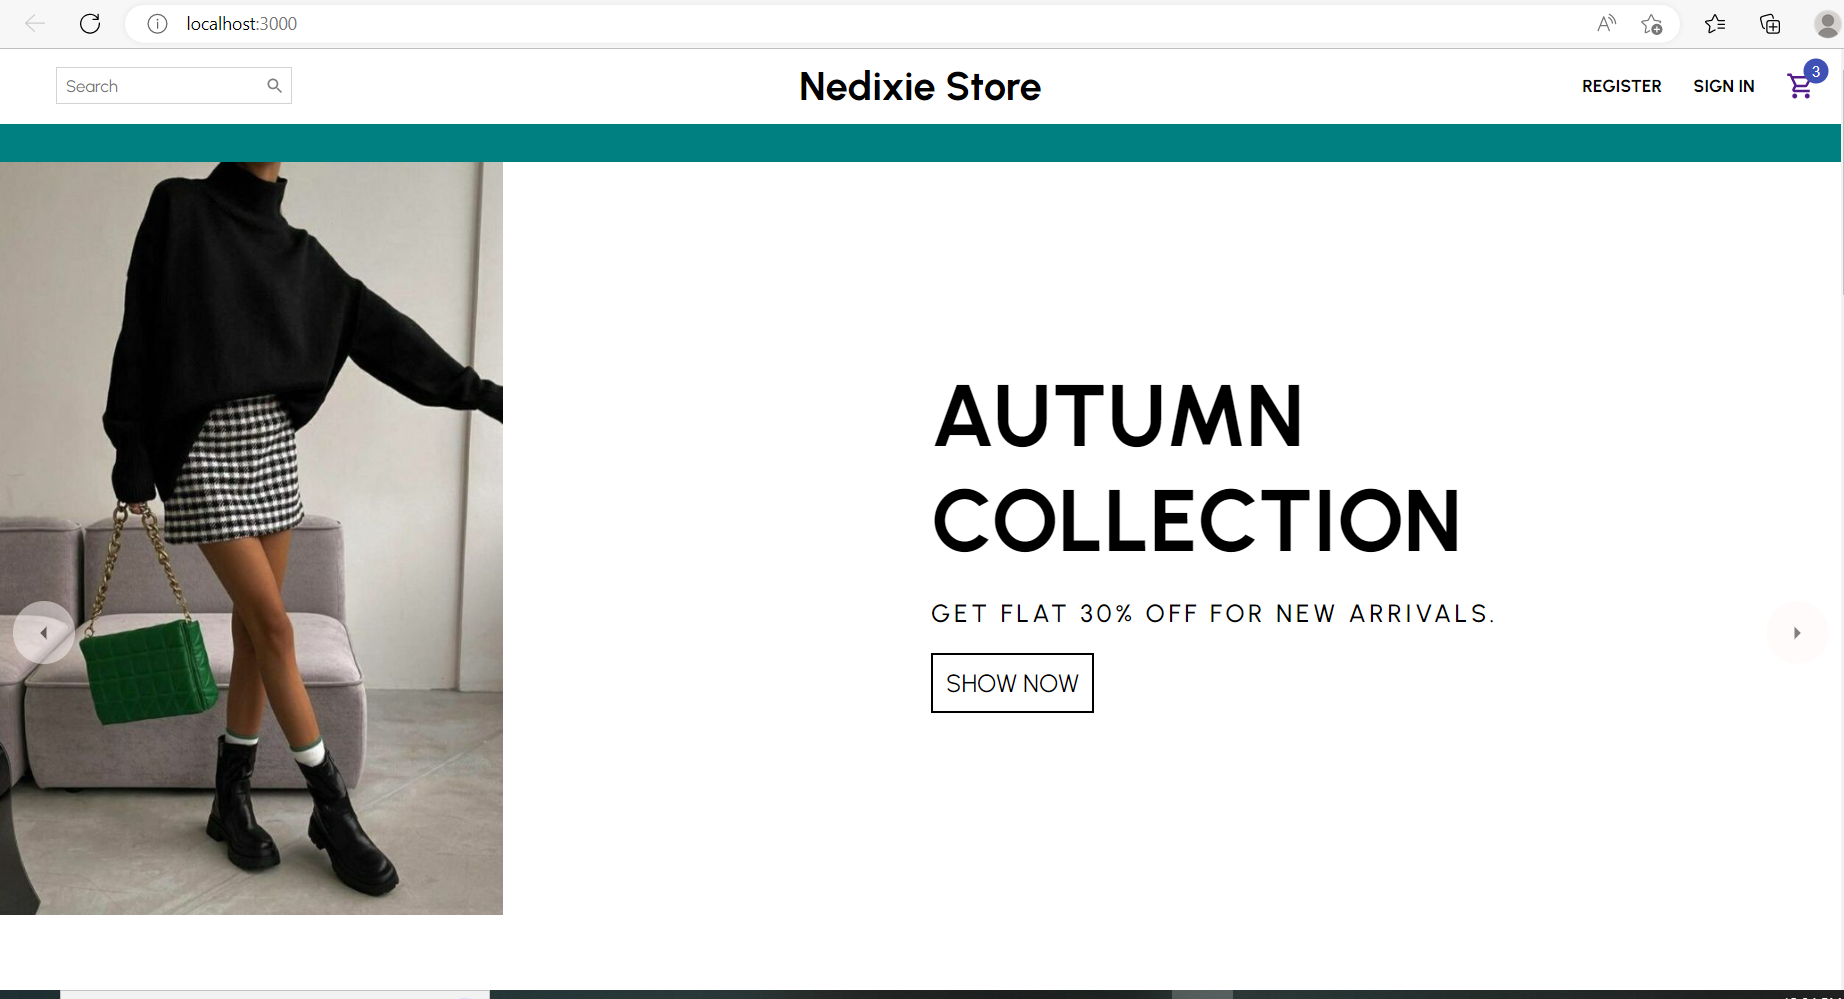 localhost:3000
Search
Nedixie Store
REGISTER
SIGN IN
3
AUTUMN
COLLECTION
GET FLAT 30% OFF FOR NEW ARRIVALS.
SHOW NOW